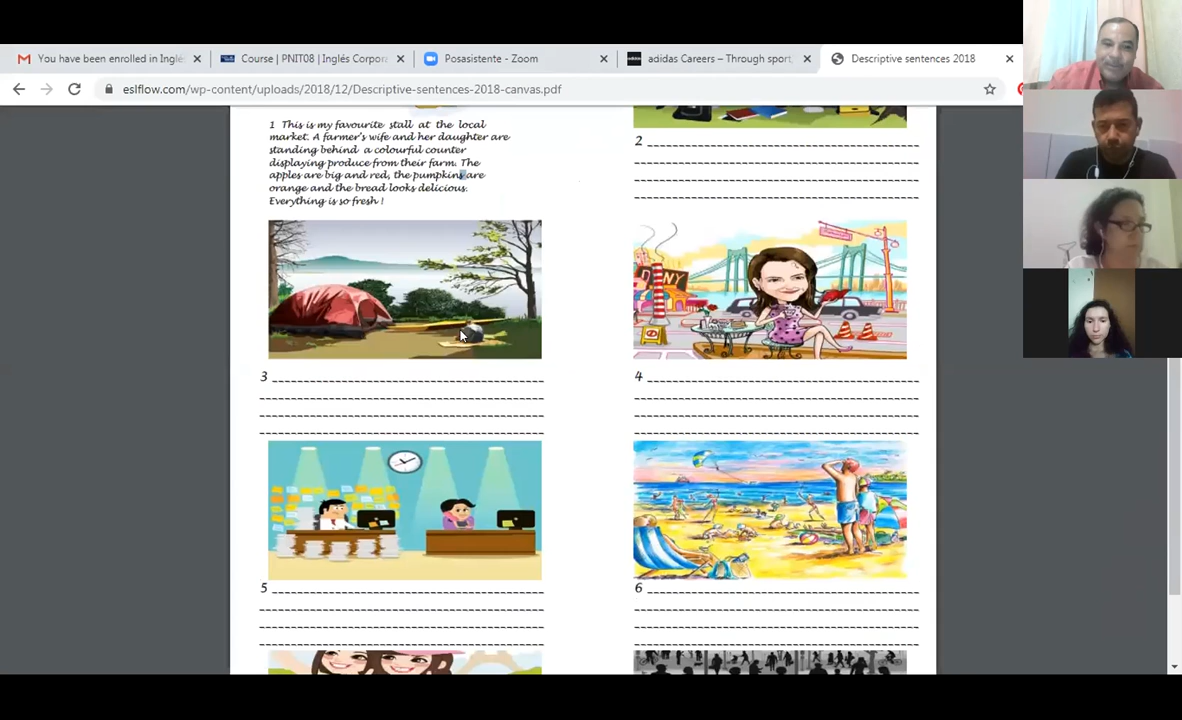 You have been enrolled in Inglé
Course | PNIT08 | Inglés Corpora
Posasistente - Zoom
adidas Careers – Through sport,
Descriptive sentences 2018
eslflow.com/wp-content/uploads/2018/12/Descriptive-sentences-2018-canvas.pdf
1 This is my favourite stall at the local
market. A farmer's wife and her daughter are
standing behind a colourful counter
displaying produce from their farm. The
apples are big and red, the pumpkins are
orange and the bread looks delicious.
Everything is so fresh !
2
NY
3
4
5
6